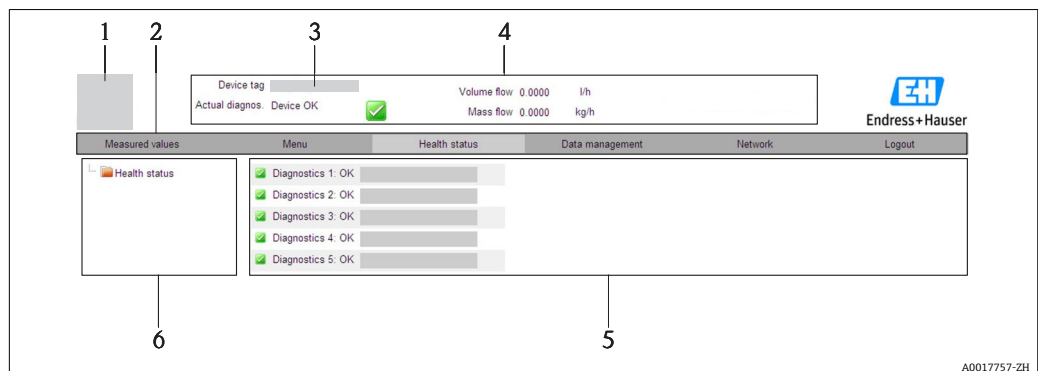 1 2 3 4
Device tag
Volume flow 0.0000 l/h
Actual diagnos. Device OK
Mass flow 0.0000 kg/h
EH
Endress+Hauser
Measured values Menu Health status Data management Network Logout
Health status
Diagnostics 1: OK
Diagnostics 2: OK
Diagnostics 3: OK
Diagnostics 4: OK
Diagnostics 5: OK
6 5
A0017757-ZH